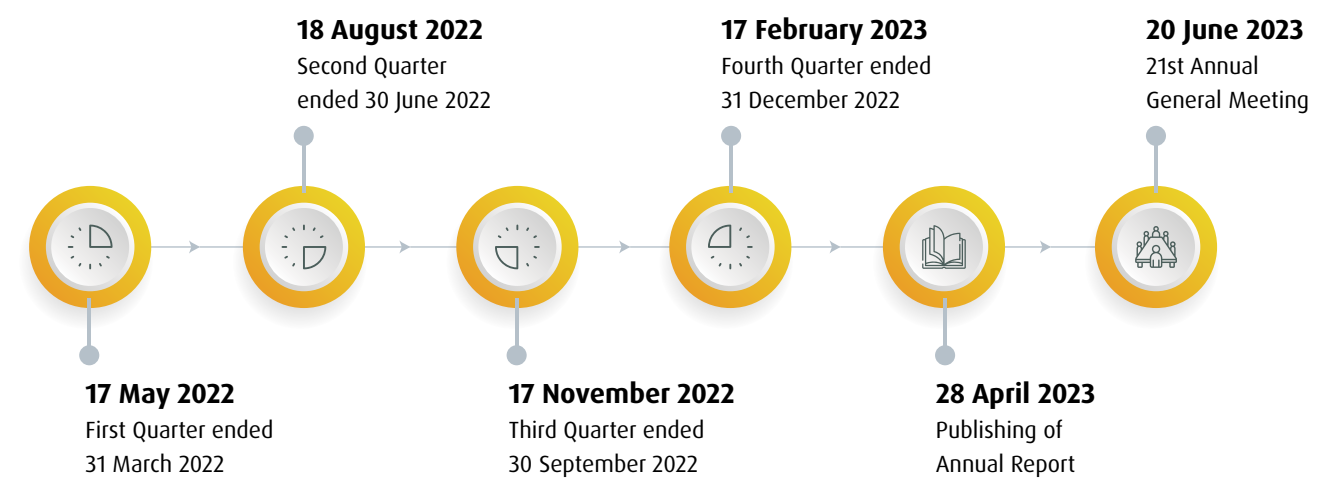 17 May 2022
First Quarter ended
31 March 2022
18 August 2022
Second Quarter
ended 30 June 2022
17 November 2022
Third Quarter ended
30 September 2022
17 February 2023
Fourth Quarter ended
31 December 2022
28 April 2023
Publishing of
Annual Report
20 June 2023
21st Annual
General Meeting